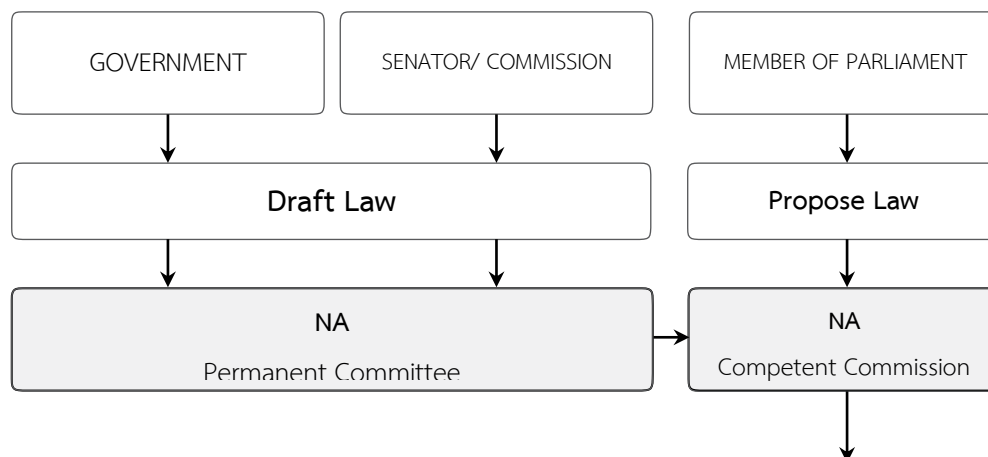 GOVERNMENT
SENATOR/ COMMISSION
MEMBER OF PARLIAMENT
Draft Law
Propose Law
NA
Permanent Committee
NA
Competent Commission